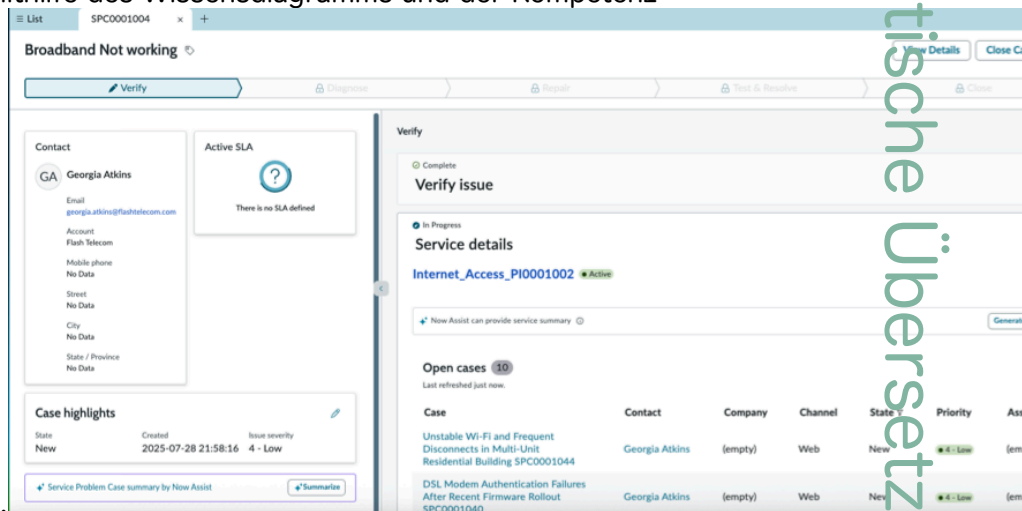 des Wissensdiagramms und der Kompetenz
List
SPC0001004 × +
Broadband Not working
Details
Verify
Diagnose
Repair
Test & Resolve
Close
Contact
GA Georgia Atkins
Email
georgia.atkins@flashtelecom.com
Account
Flash Telecom
Mobile phone
No Data
Street
No Data
City
No Data
State / Province
No Data
Active SLA
?
There is no SLA defined
Case highlights
State Created Issue severity
New 2025-07-28 21:58:16 4 - Low
Service Problem Case summary by Now Assist
Summarize
Verify
Complete
Verify issue
In Progress
Service details
Internet_Access_PI0001002 Active
Now Assist can provide service summary
Open cases 10
Last refreshed just now.
Case Contact Company Channel State Priority
Unstable Wi-Fi and Frequent
Disconnects in Multi-Unit
Residential Building SPC0001044
Georgia Atkins (empty) Web New 4 - Low
DSL Modem Authentication Failures
After Recent Firmware Rollout
SPC0001040
Georgia Atkins (empty) Web New 4 - Low
tische Übersetz